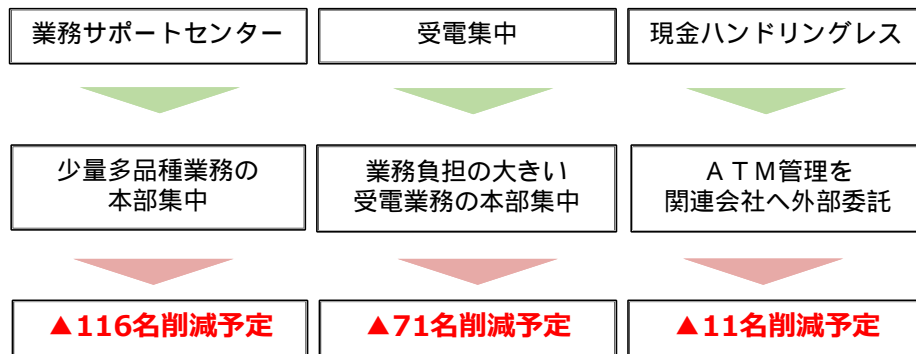 業務サポートセンター
受電集中
現金ハンドリングレス
少量多品種業務の
本部集中
業務負担の大きい
受電業務の本部集中
ＡＴＭ管理を
関連会社へ外部委託
▲116名削減予定
▲71名削減予定
▲11名削減予定